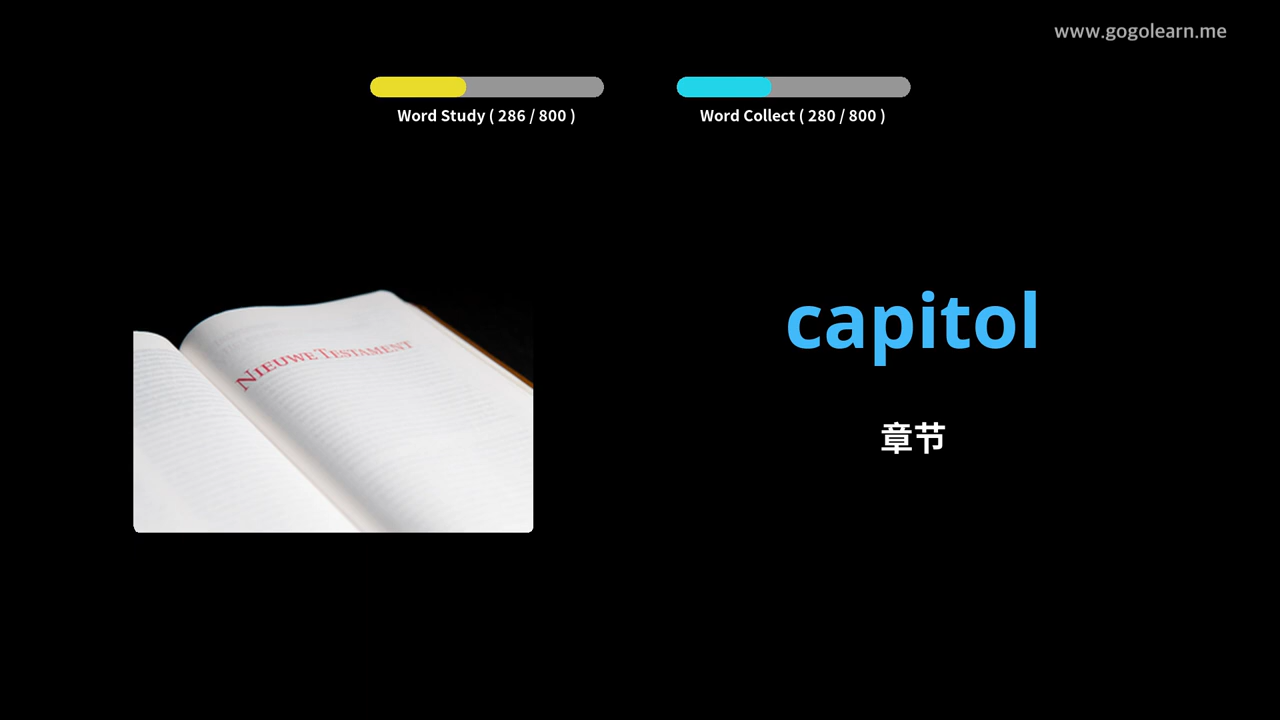 www.gogolearn.me
Word Study ( 286 / 800 )
Word Collect ( 280 / 800 )
NIEUWE TESTAMENT
capitol
章节